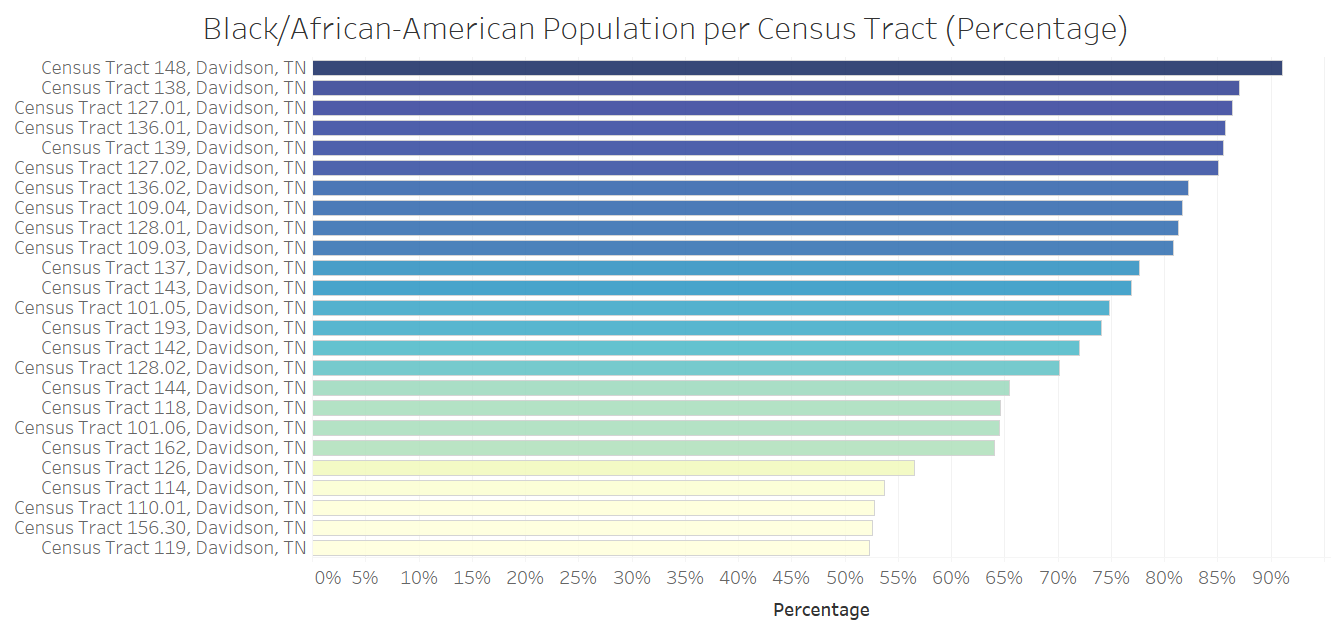 Black/African-American Population per Census Tract (Percentage)
Census Tract 148, Davidson, TN
Census Tract 138, Davidson, TN
Census Tract 127.01, Davidson, TN
Census Tract 136.01, Davidson, TN
Census Tract 139, Davidson, TN
Census Tract 127.02, Davidson, TN
Census Tract 136.02, Davidson, TN
Census Tract 109.04, Davidson, TN
Census Tract 128.01, Davidson, TN
Census Tract 109.03, Davidson, TN
Census Tract 137, Davidson, TN
Census Tract 143, Davidson, TN
Census Tract 101.05, Davidson, TN
Census Tract 193, Davidson, TN
Census Tract 142, Davidson, TN
Census Tract 128.02, Davidson, TN
Census Tract 144, Davidson, TN
Census Tract 118, Davidson, TN
Census Tract 101.06, Davidson, TN
Census Tract 162, Davidson, TN
Census Tract 126, Davidson, TN
Census Tract 114, Davidson, TN
Census Tract 110.01, Davidson, TN
Census Tract 156.30, Davidson, TN
Census Tract 119, Davidson, TN
0% 5% 10% 15% 20% 25% 30% 35% 40% 45% 50% 55% 60% 65% 70% 75% 80% 85% 90%
Percentage